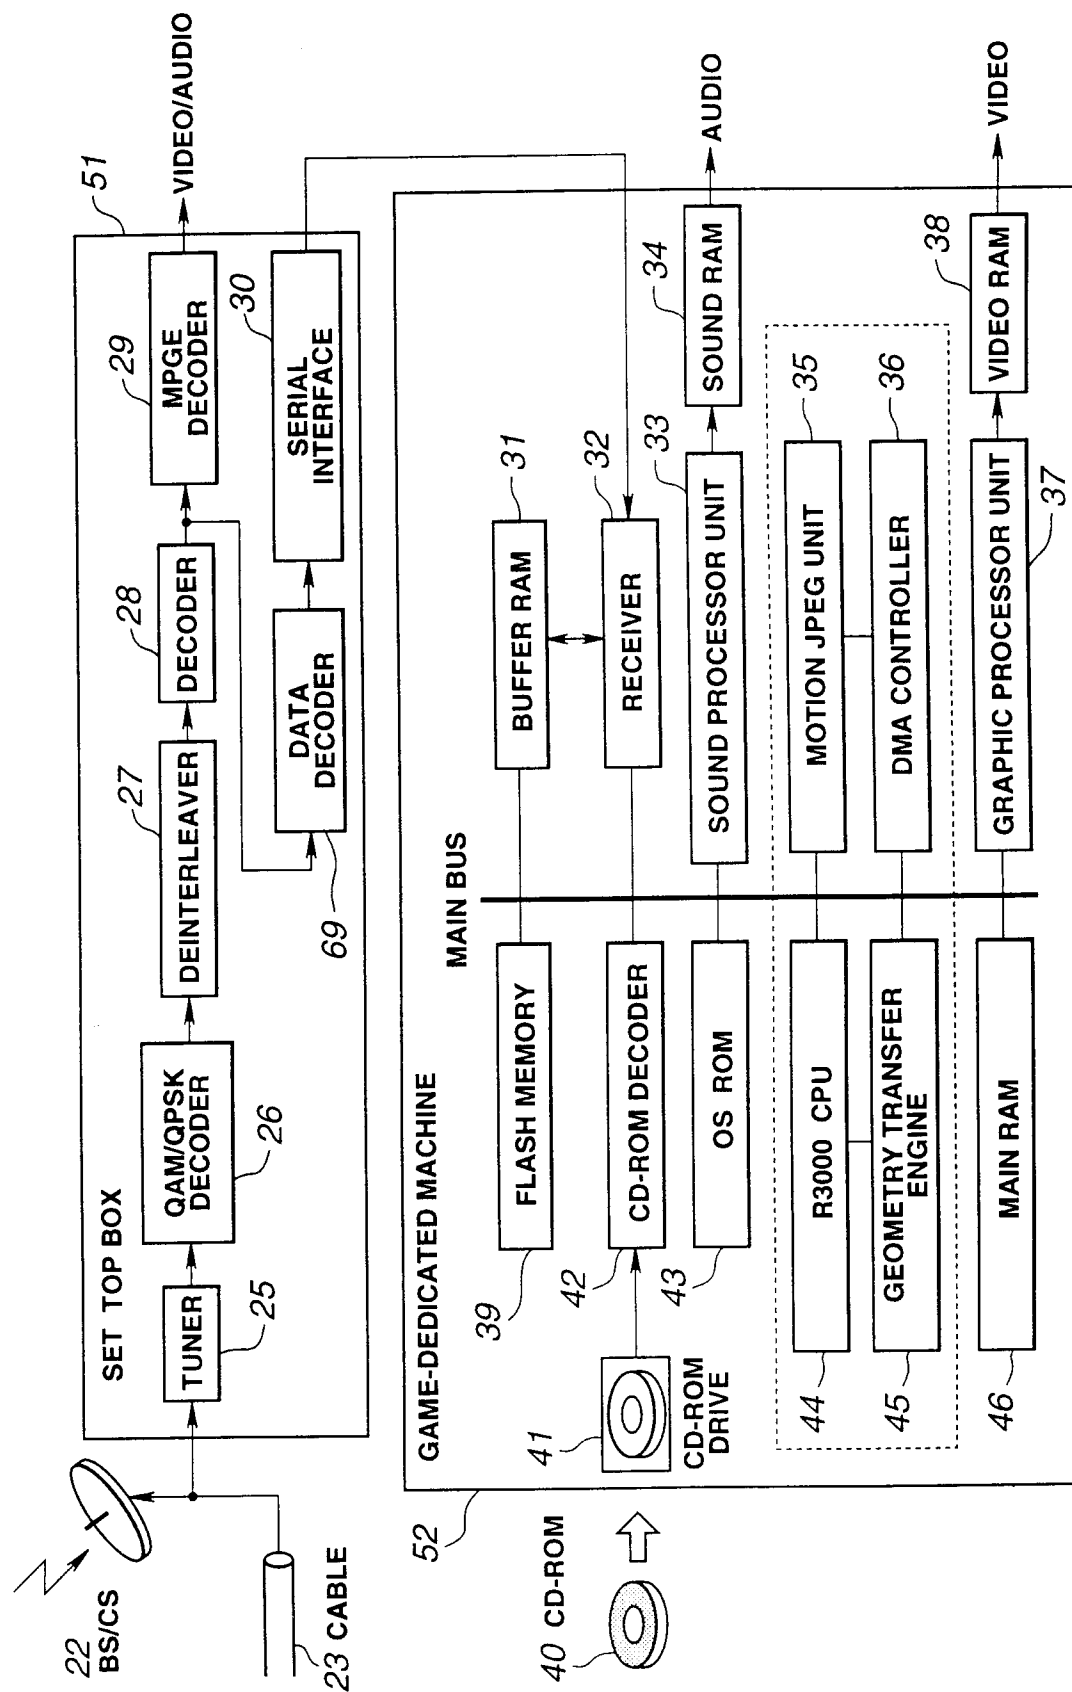 SET TOP BOX
51
22
BS/CS
23 CABLE
TUNER
25
QAM/QPSK
DECODER
26
DEINTERLEAVER
27
DECODER
28
MPGE
DECODER
29
VIDEO/AUDIO
DATA
DECODER
69
SERIAL
INTERFACE
30
GAME-DEDICATED MACHINE
52
MAIN BUS
FLASH MEMORY
39
BUFFER RAM
31
40 CD-ROM
41
CD-ROM
DRIVE
CD-ROM DECODER
42
RECEIVER
32
OS ROM
43
SOUND PROCESSOR UNIT
33
SOUND RAM
34
AUDIO
R3000 CPU
44
MOTION JPEG UNIT
35
GEOMETRY TRANSFER
ENGINE
45
DMA CONTROLLER
36
MAIN RAM
46
GRAPHIC PROCESSOR UNIT
37
VIDEO RAM
38
VIDEO